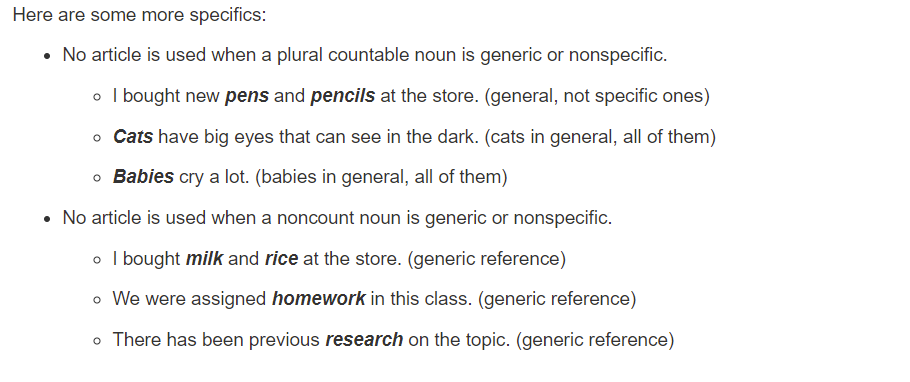 Here are some more specifics:
• No article is used when a plural countable noun is generic or nonspecific.
○ I bought new pens and pencils at the store. (general, not specific ones)
○ Cats have big eyes that can see in the dark. (cats in general, all of them)
○ Babies cry a lot. (babies in general, all of them)
• No article is used when a noncount noun is generic or nonspecific.
○ I bought milk and rice at the store. (generic reference)
○ We were assigned homework in this class. (generic reference)
○ There has been previous research on the topic. (generic reference)